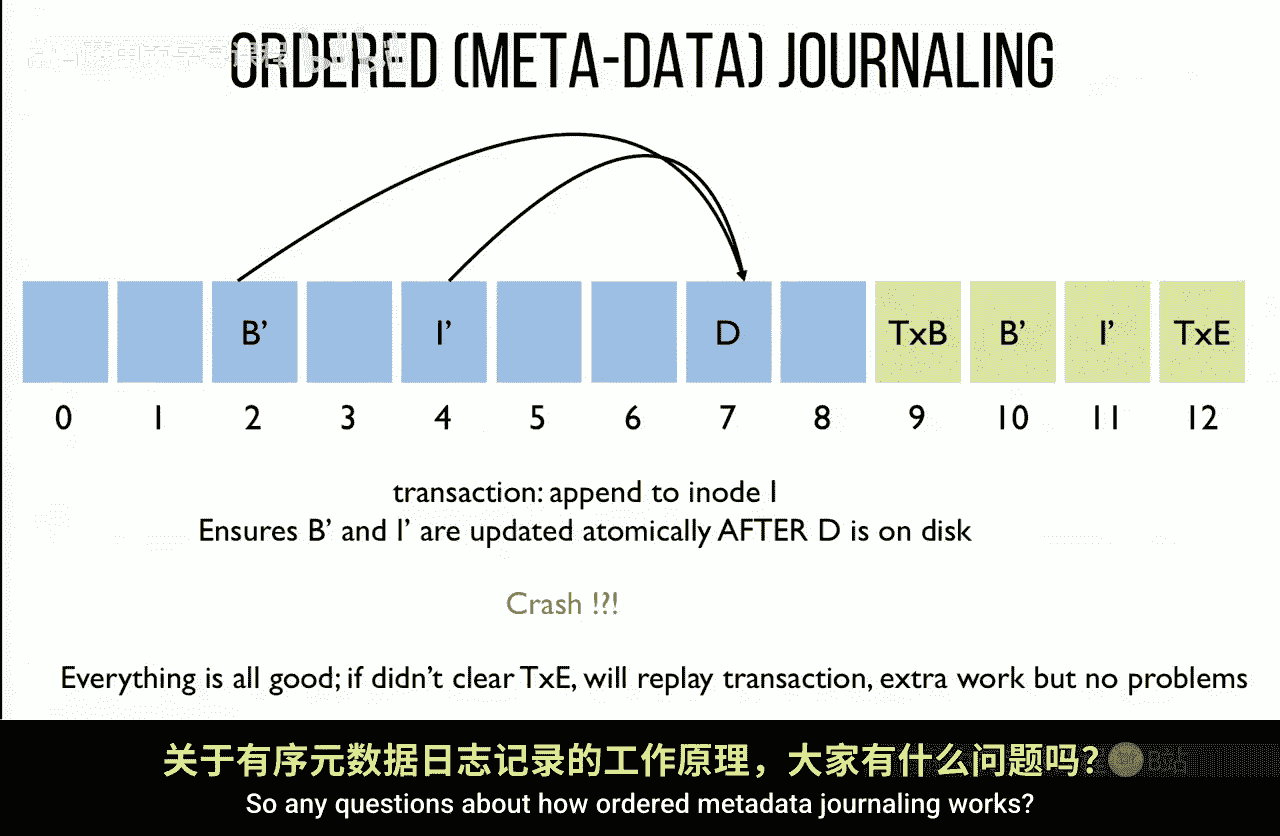 ORDERED (META-DATA) JOURNALING
B’ I’ D TxB B’ I’ TxE
0 1 2 3 4 5 6 7 8 9 10 11 12
transaction: append to inode I
Ensures B’ and I’ are updated atomically AFTER D is on disk
Crash !?!
Everything is all good; if didn’t clear TxE, will replay transaction, extra work but no problems
关于有序元数据日志记录的工作原理，大家有什么问题吗?
So any questions about how ordered metadata journaling works?